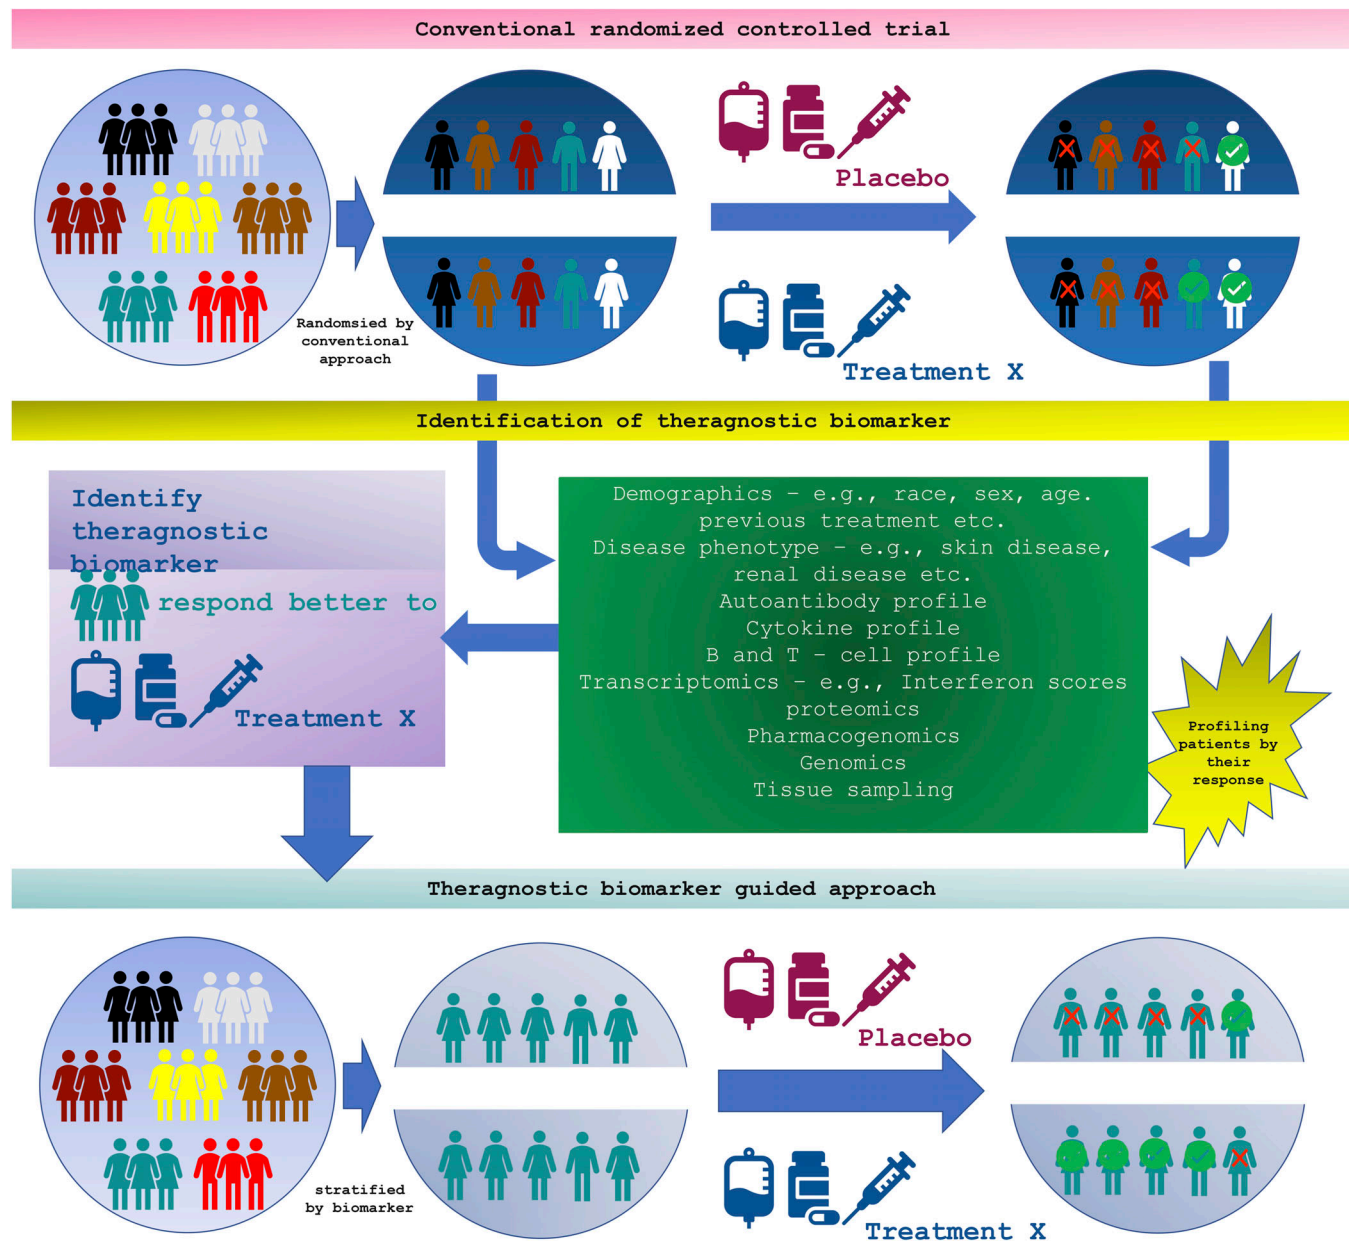 Conventional randomized controlled trial
Placebo
Randomsied by
conventional
approach
Treatment X
Identification of theragnostic biomarker
Identify
theragnostic
biomarker
respond better to
Treatment X
Demographics – e.g., race, sex, age.
previous treatment etc.
Disease phenotype – e.g., skin disease,
renal disease etc.
Autoantibody profile
Cytokine profile
B and T – cell profile
Transcriptomics – e.g., Interferon scores
proteomics
Pharmacogenomics
Genomics
Tissue sampling
Profiling
patients by
their
response
Theragnostic biomarker guided approach
Placebo
stratified
by biomarker
Treatment X